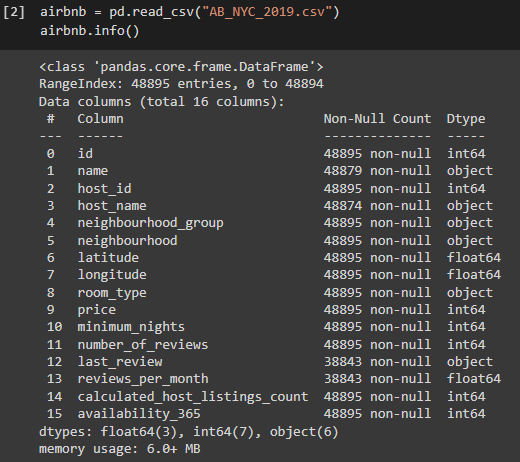 [2] airbnb = pd.read_csv("AB_NYC_2019.csv")
airbnb.info()
<class 'pandas.core.frame.DataFrame'>
RangeIndex: 48895 entries, 0 to 48894
Data columns (total 16 columns):
 #   Column                          Non-Null Count  Dtype
---  ------                          --------------  -----
 0   id                              48895 non-null  int64
 1   name                            48879 non-null  object
 2   host_id                         48895 non-null  int64
 3   host_name                       48874 non-null  object
 4   neighbourhood_group             48895 non-null  object
 5   neighbourhood                   48895 non-null  object
 6   latitude                        48895 non-null  float64
 7   longitude                       48895 non-null  float64
 8   room_type                       48895 non-null  object
 9   price                           48895 non-null  int64
 10  minimum_nights                  48895 non-null  int64
 11  number_of_reviews               48895 non-null  int64
 12  last_review                     38843 non-null  object
 13  reviews_per_month               38843 non-null  float64
 14  calculated_host_listings_count  48895 non-null  int64
 15  availability_365                48895 non-null  int64
dtypes: float64(3), int64(7), object(6)
memory usage: 6.0+ MB